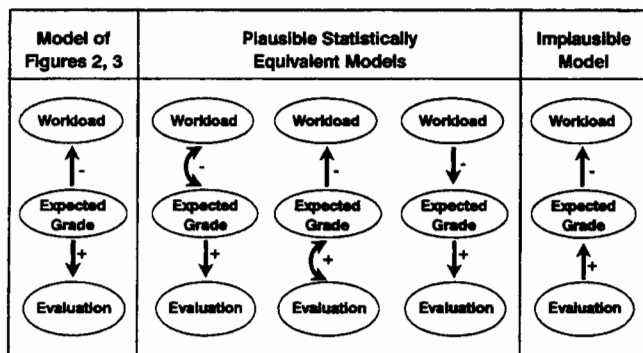 Model of
Figures 2, 3
Plausible Statistically
Equivalent Models
Implausible
Model
Workload
-
Expected
Grade
+
Evaluation
Workload
-
Expected
Grade
+
Evaluation
Workload
-
Expected
Grade
+
Evaluation
Workload
-
Expected
Grade
+
Evaluation
Workload
-
Expected
Grade
+
Evaluation